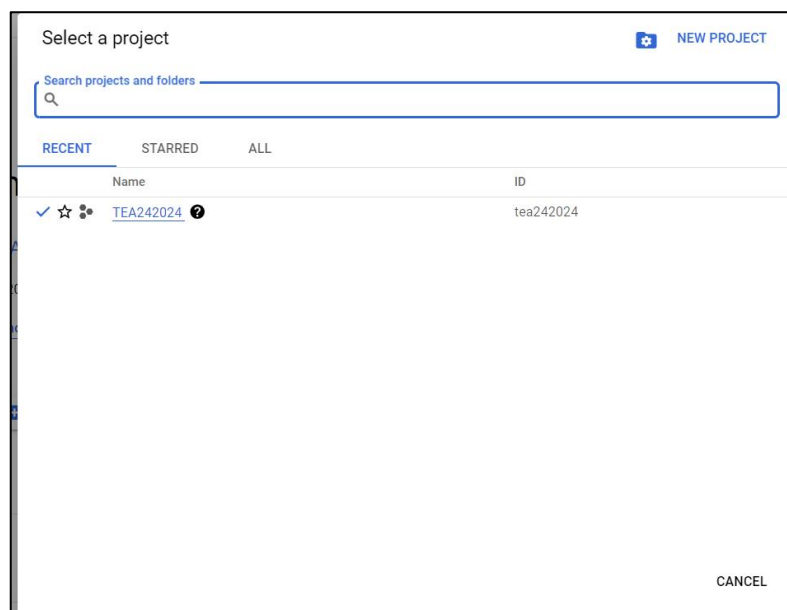 Select a project
NEW PROJECT
Search projects and folders
RECENT STARRED ALL
Name ID
TEA242024 tea242024
CANCEL